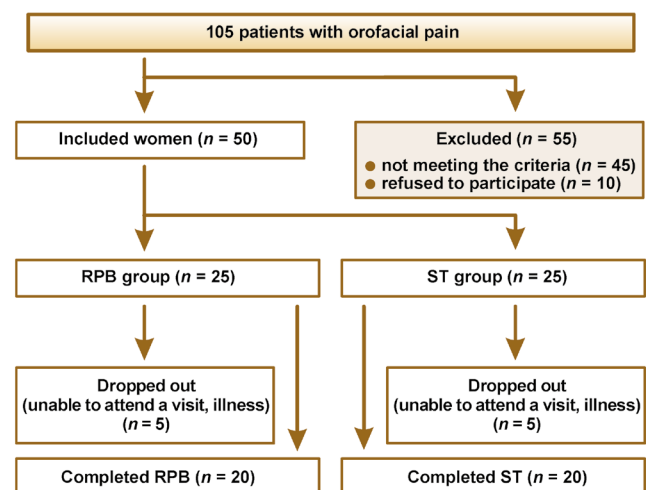 105 patients with orofacial pain
Included women (n = 50)
Excluded (n = 55)
● not meeting the criteria (n = 45)
● refused to participate (n = 10)
RPB group (n = 25)
ST group (n = 25)
Dropped out
(unable to attend a visit, illness)
(n = 5)
Dropped out
(unable to attend a visit, illness)
(n = 5)
Completed RPB (n = 20)
Completed ST (n = 20)